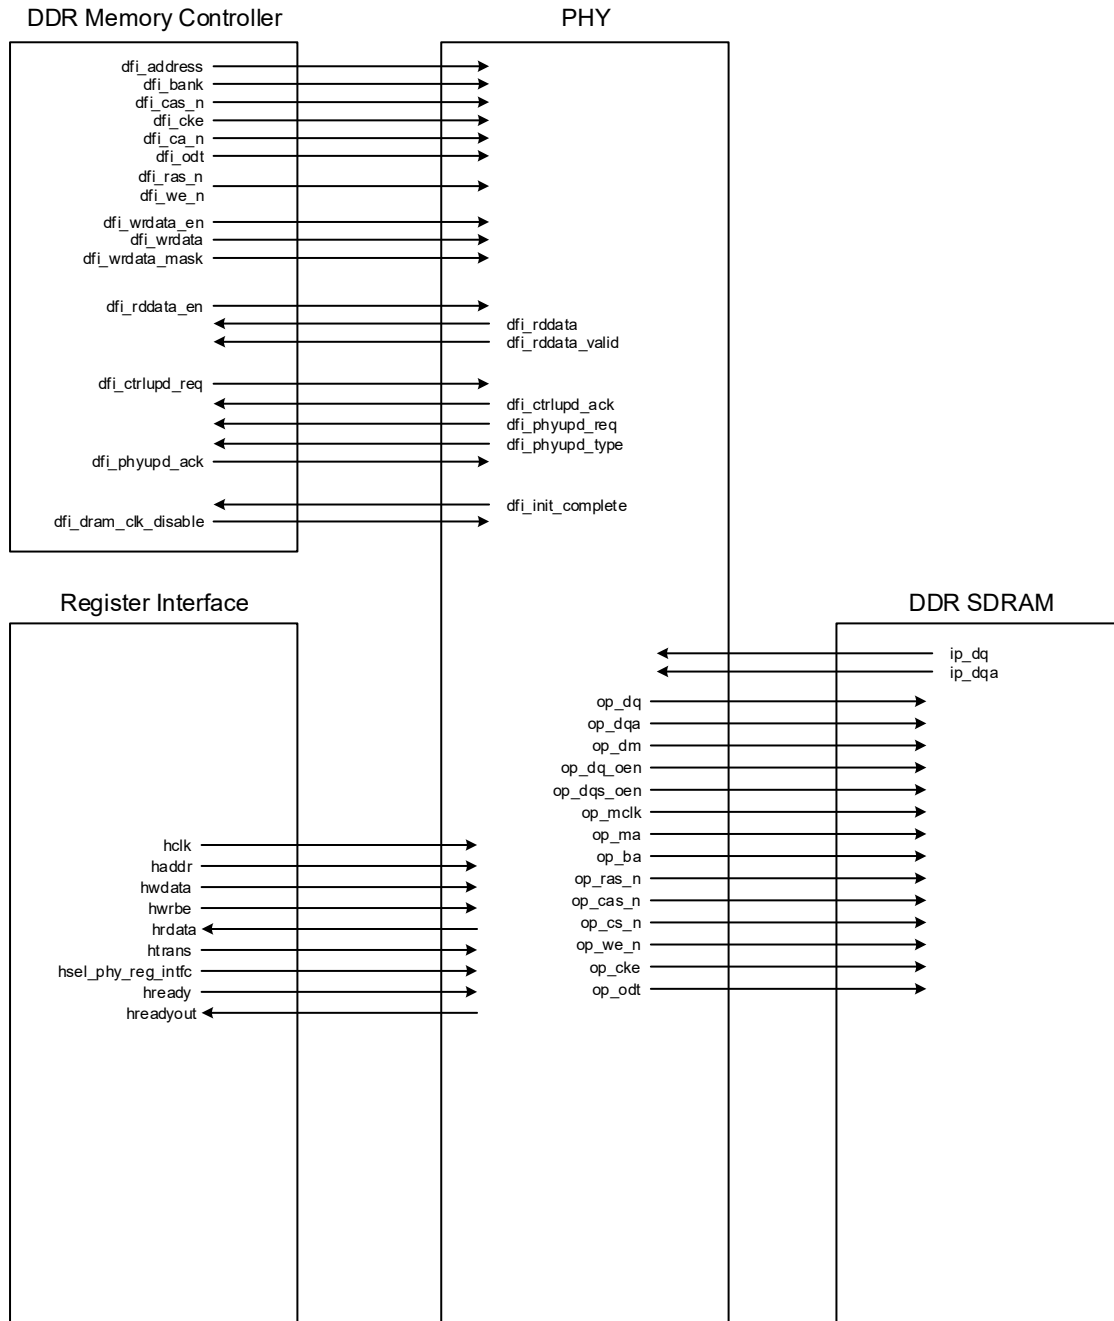 DDR Memory Controller
PHY
dfi_address
dfi_bank
dfi_cas_n
dfi_cke
dfi_ca_n
dfi_odt
dfi_ras_n
dfi_we_n
dfi_wrdata_en
dfi_wrdata
dfi_wrdata_mask
dfi_rddata_en
dfi_rddata
dfi_rddata_valid
dfi_ctrlupd_req
dfi_ctrlupd_ack
dfi_phyupd_req
dfi_phyupd_type
dfi_phyupd_ack
dfi_init_complete
dfi_dram_clk_disable
Register Interface
DDR SDRAM
ip_dq
ip_dqa
op_dq
op_dqa
op_dm
op_dq_oen
op_dqs_oen
op_mclk
op_ma
op_ba
op_ras_n
op_cas_n
op_cs_n
op_we_n
op_cke
op_odt
hclk
haddr
hwdata
hwrbe
hrdata
htrans
hsel_phy_reg_intfc
hready
hreadyout